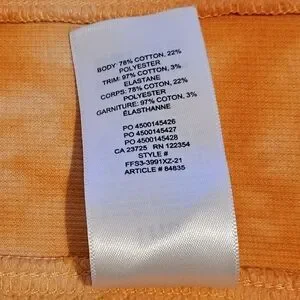 BODY: 78% COTTON, 22%
POLYESTER
TRIM: 97% COTTON, 3%
ELASTANE
CORPS: 78% COTON, 22%
POLYESTER
GARNITURE: 97% COTON, 3%
ÉLASTHANNE
PO 4500145426
PO 4500145427
PO 4500145428
CA 23725 RN 122354
STYLE #
FFS3-3991XZ-21
ARTICLE # 84835